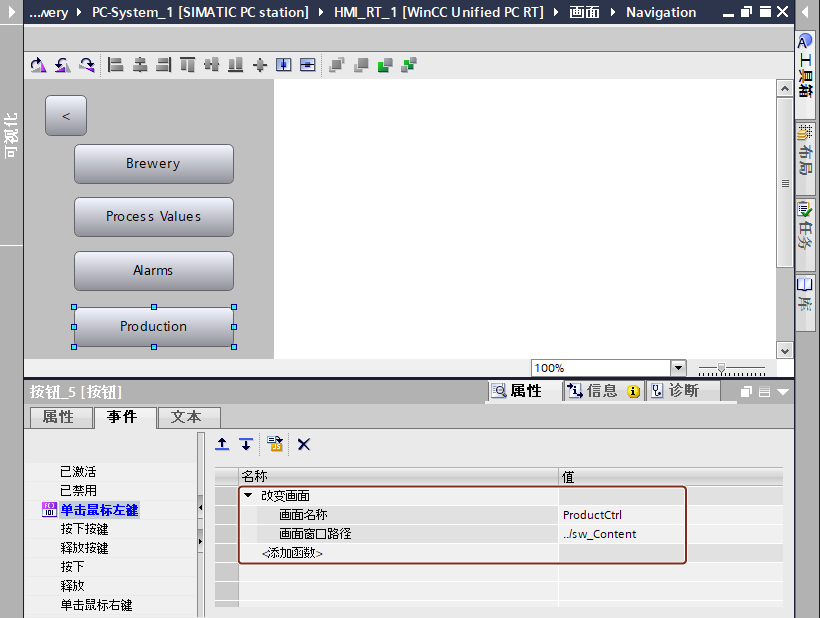 ...very ▸ PC-System_1 [SIMATIC PC station] ▸ HMI_RT_1 [WinCC Unified PC RT] ▸ 画面 ▸ Navigation
工具箱
布局
任务
库
<
Brewery
Process Values
Alarms
Production
100%
按钮_5 [按钮]
属性 信息 诊断
属性 事件 文本
名称 值
已激活
已禁用
单击鼠标左键
按下按键
释放按键
按下
释放
单击鼠标右键
改变画面
画面名称 ProductCtrl
画面窗口路径 ../sw_Content
<添加函数>